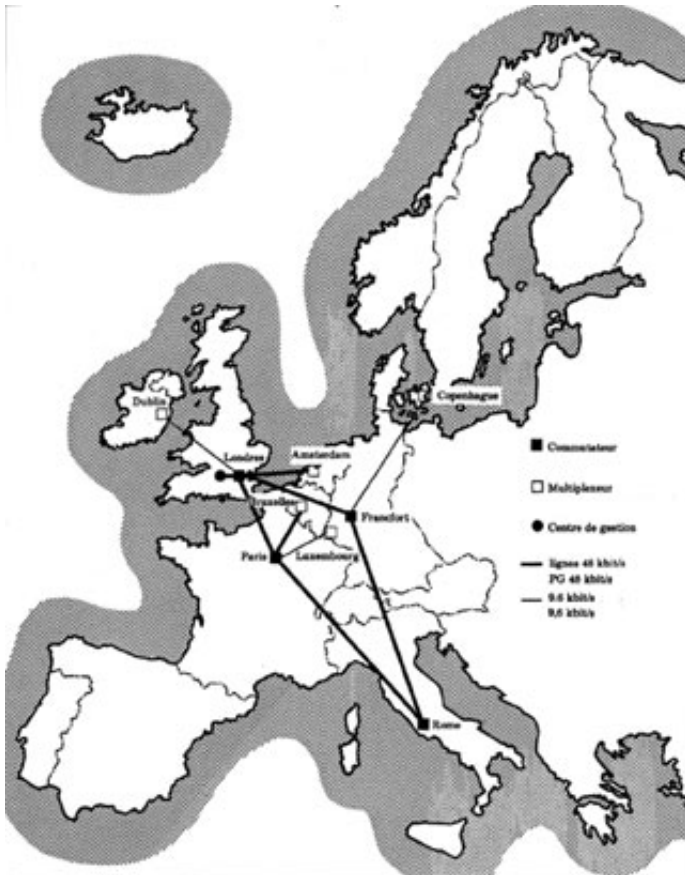 Copenhague
Dublin
Londres
Amsterdam
Bruxelles
Francfort
Paris
Luxembourg
Rome
Commutateur
Multiplexeur
Centre de gestion
lignes 48 kbit/s
PG 48 kbit/s
9.6 kbit/s
9,6 kbit/s